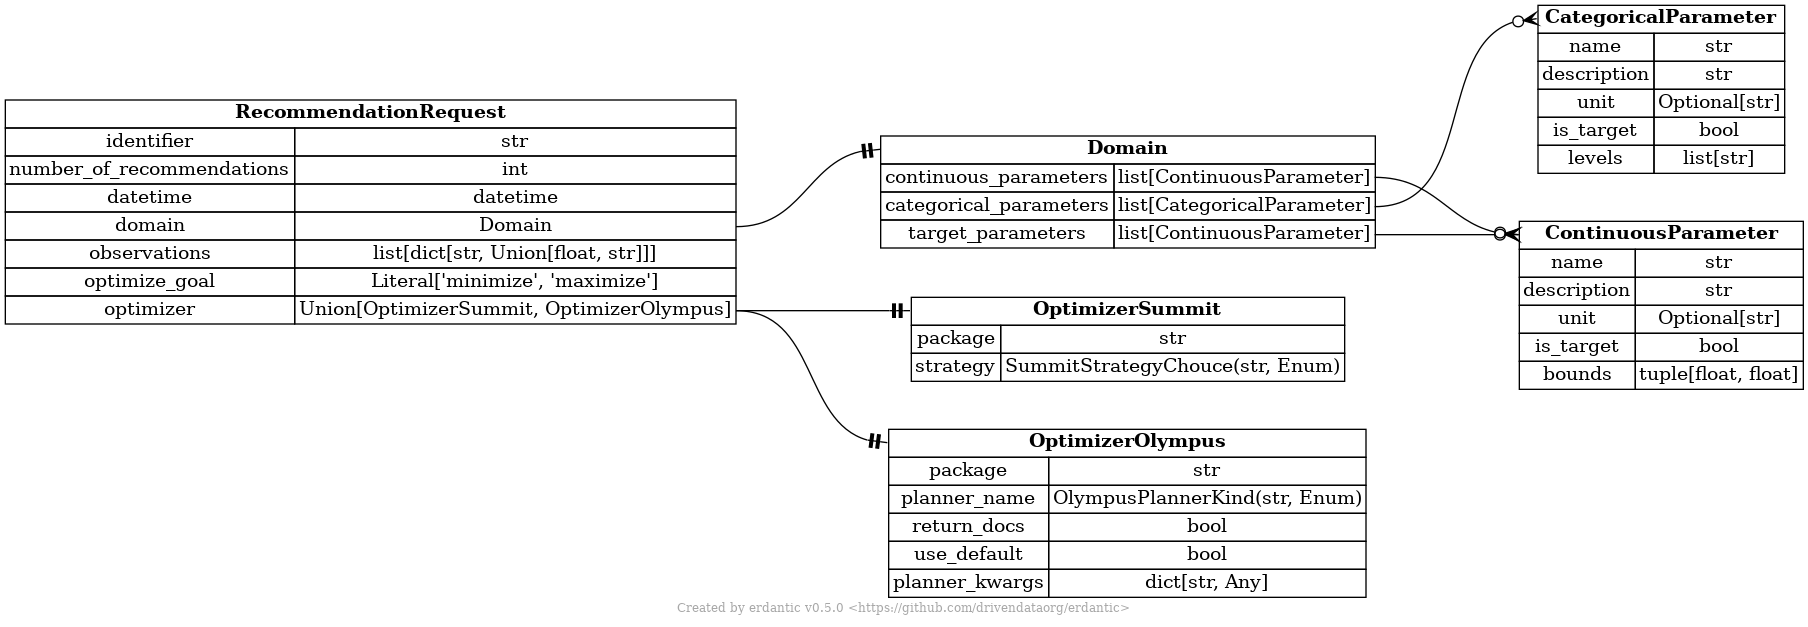 RecommendationRequest
identifier str
number_of_recommendations int
datetime datetime
domain Domain
observations list[dict[str, Union[float, str]]]
optimize_goal Literal['minimize', 'maximize']
optimizer Union[OptimizerSummit, OptimizerOlympus]
Domain
continuous_parameters list[ContinuousParameter]
categorical_parameters list[CategoricalParameter]
target_parameters list[ContinuousParameter]
OptimizerSummit
package str
strategy SummitStrategyChouce(str, Enum)
OptimizerOlympus
package str
planner_name OlympusPlannerKind(str, Enum)
return_docs bool
use_default bool
planner_kwargs dict[str, Any]
CategoricalParameter
name str
description str
unit Optional[str]
is_target bool
levels list[str]
ContinuousParameter
name str
description str
unit Optional[str]
is_target bool
bounds tuple[float, float]
Created by erdantic v0.5.0 <https://github.com/drivendataorg/erdantic>